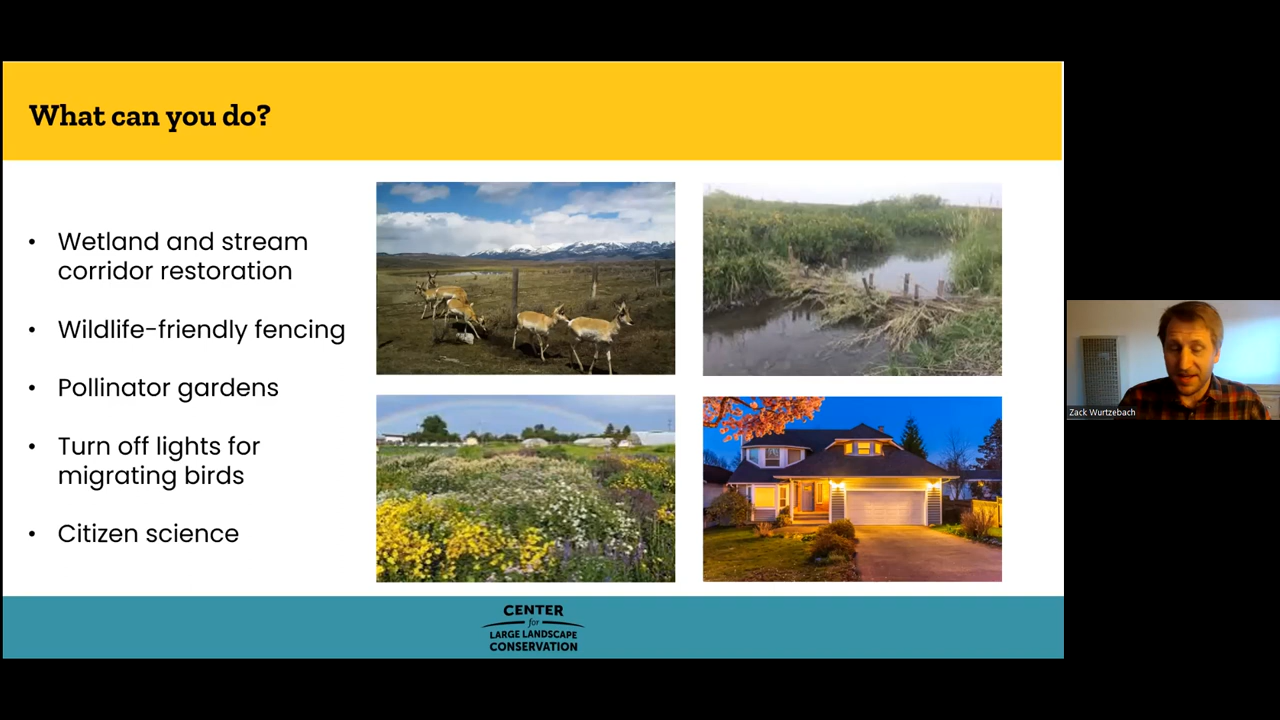 What can you do?
• Wetland and stream
corridor restoration
• Wildlife-friendly fencing
• Pollinator gardens
• Turn off lights for
migrating birds
• Citizen science
CENTER
for
LARGE LANDSCAPE
CONSERVATION
Zack Wurtzebach